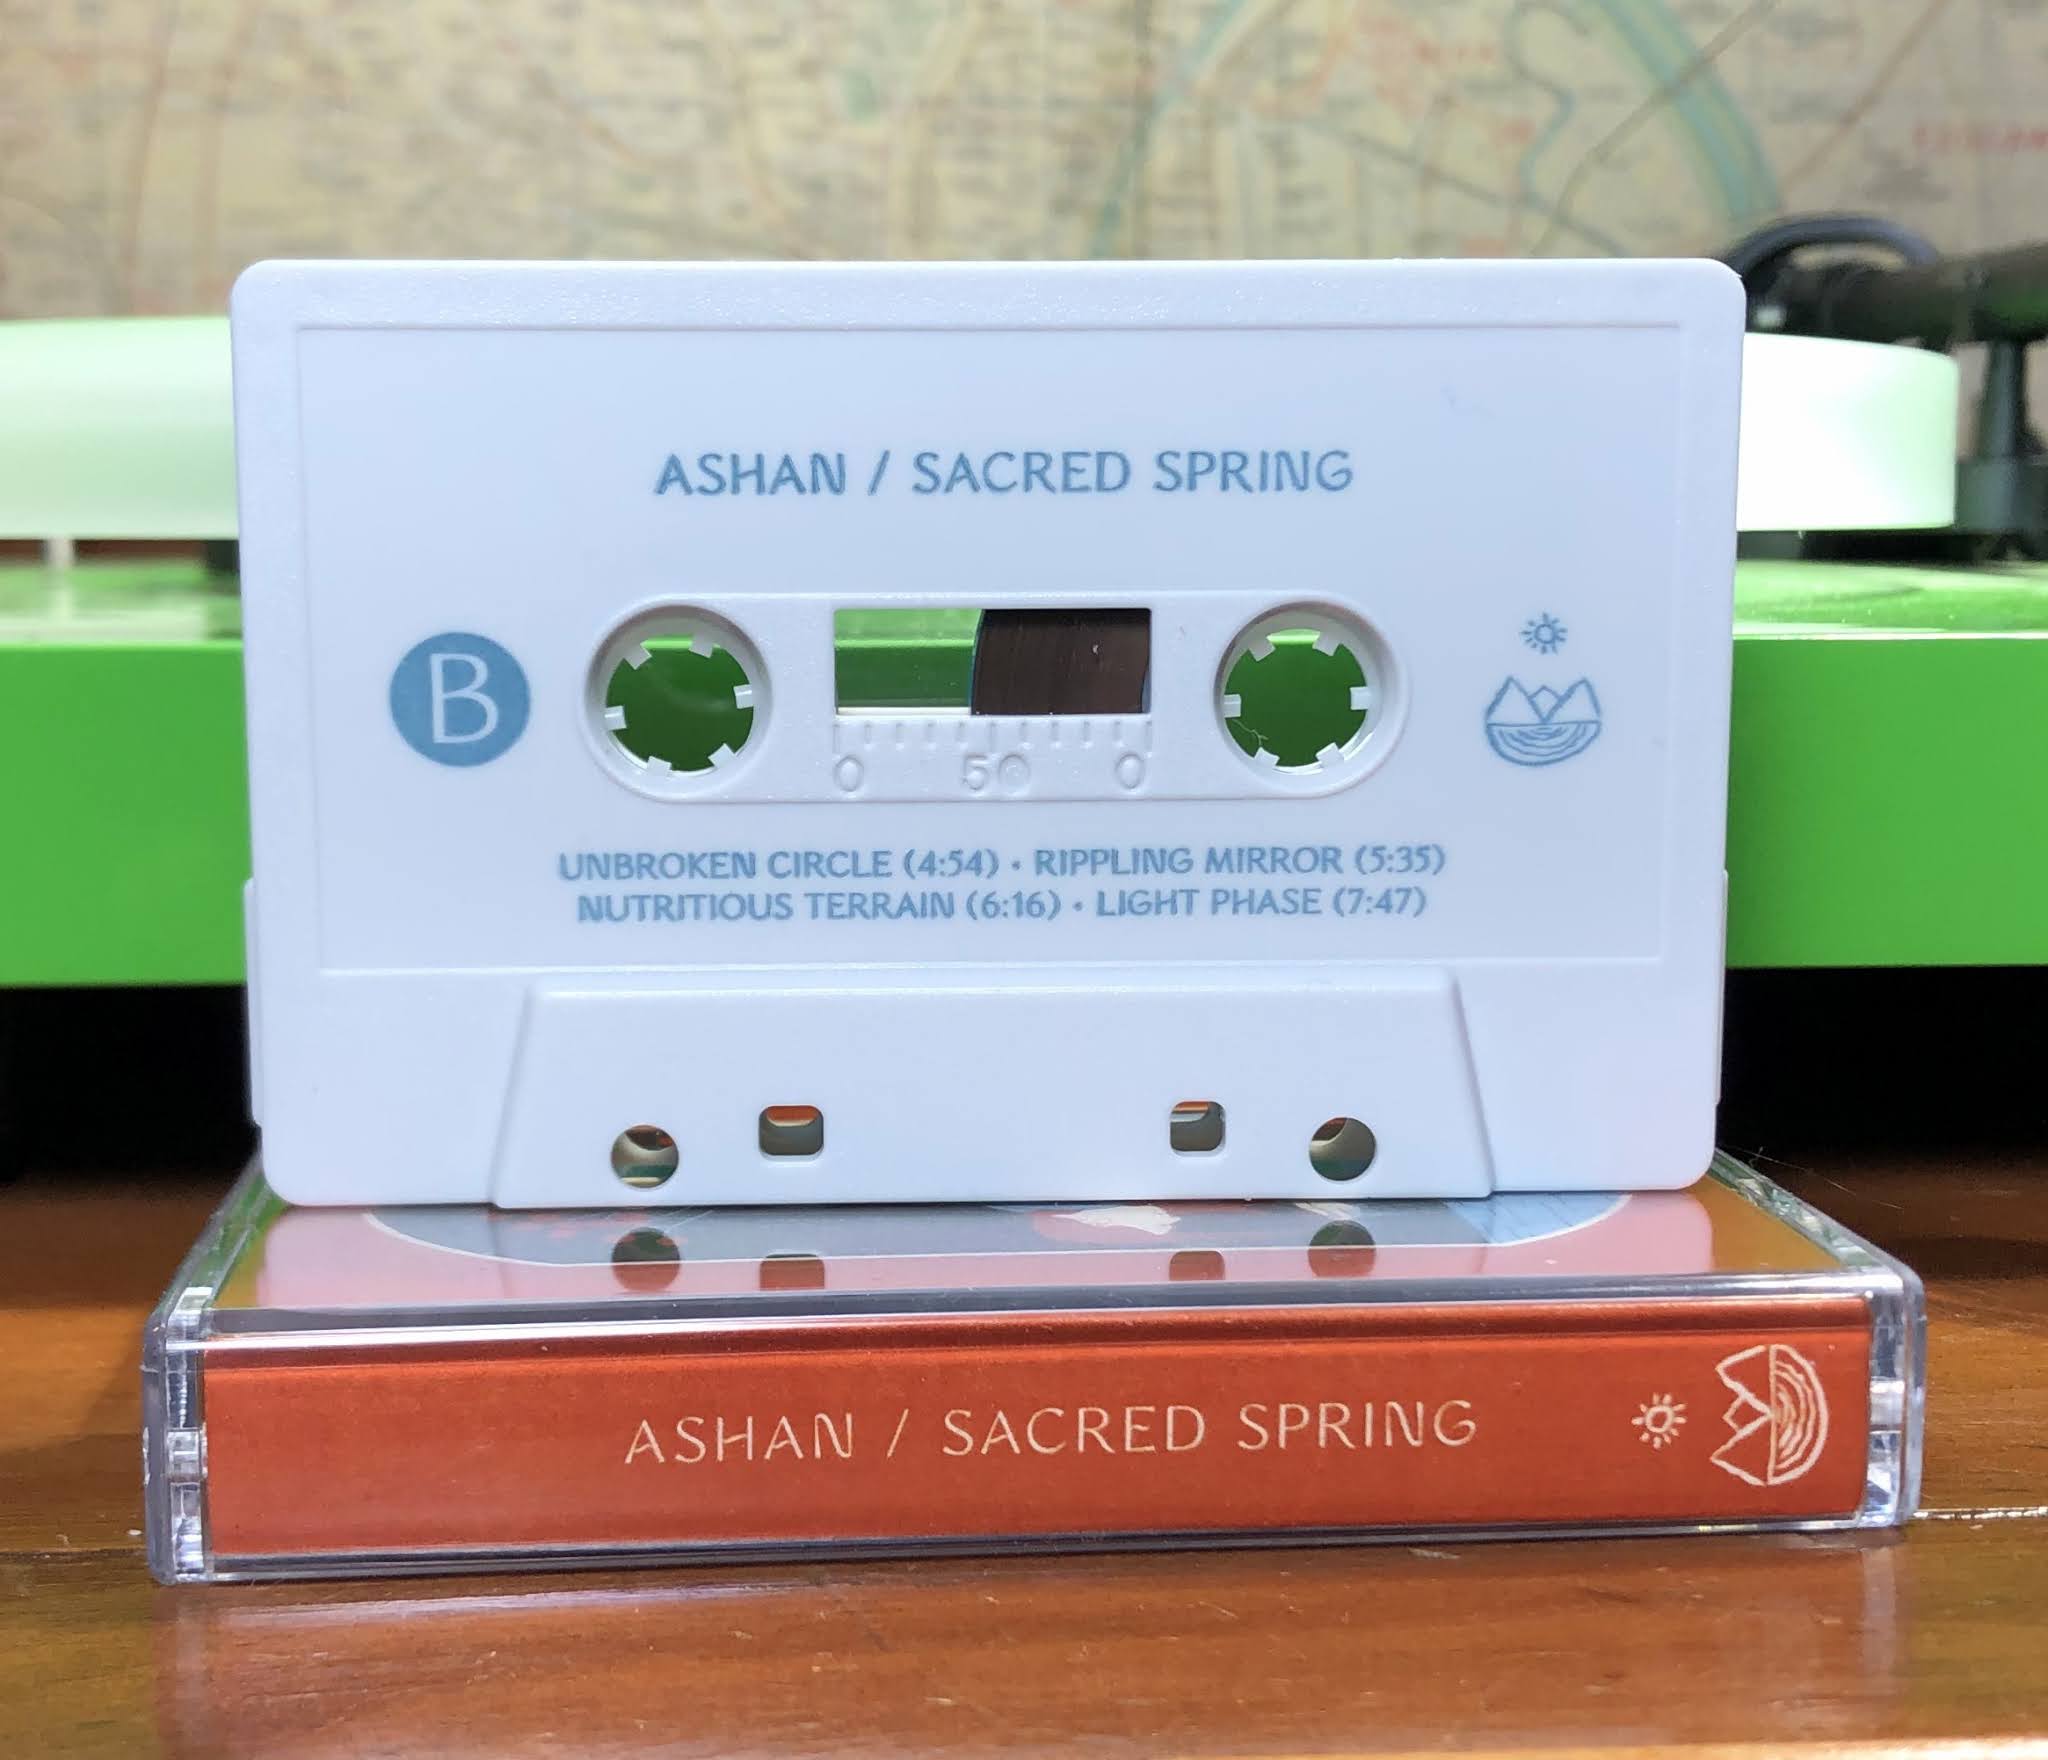 ASHAN / SACRED SPRING
B
0 50 0
UNBROKEN CIRCLE (4:54) • RIPPLING MIRROR (5:35)
NUTRITIOUS TERRAIN (6:16) • LIGHT PHASE (7:47)
ASHAN / SACRED SPRING